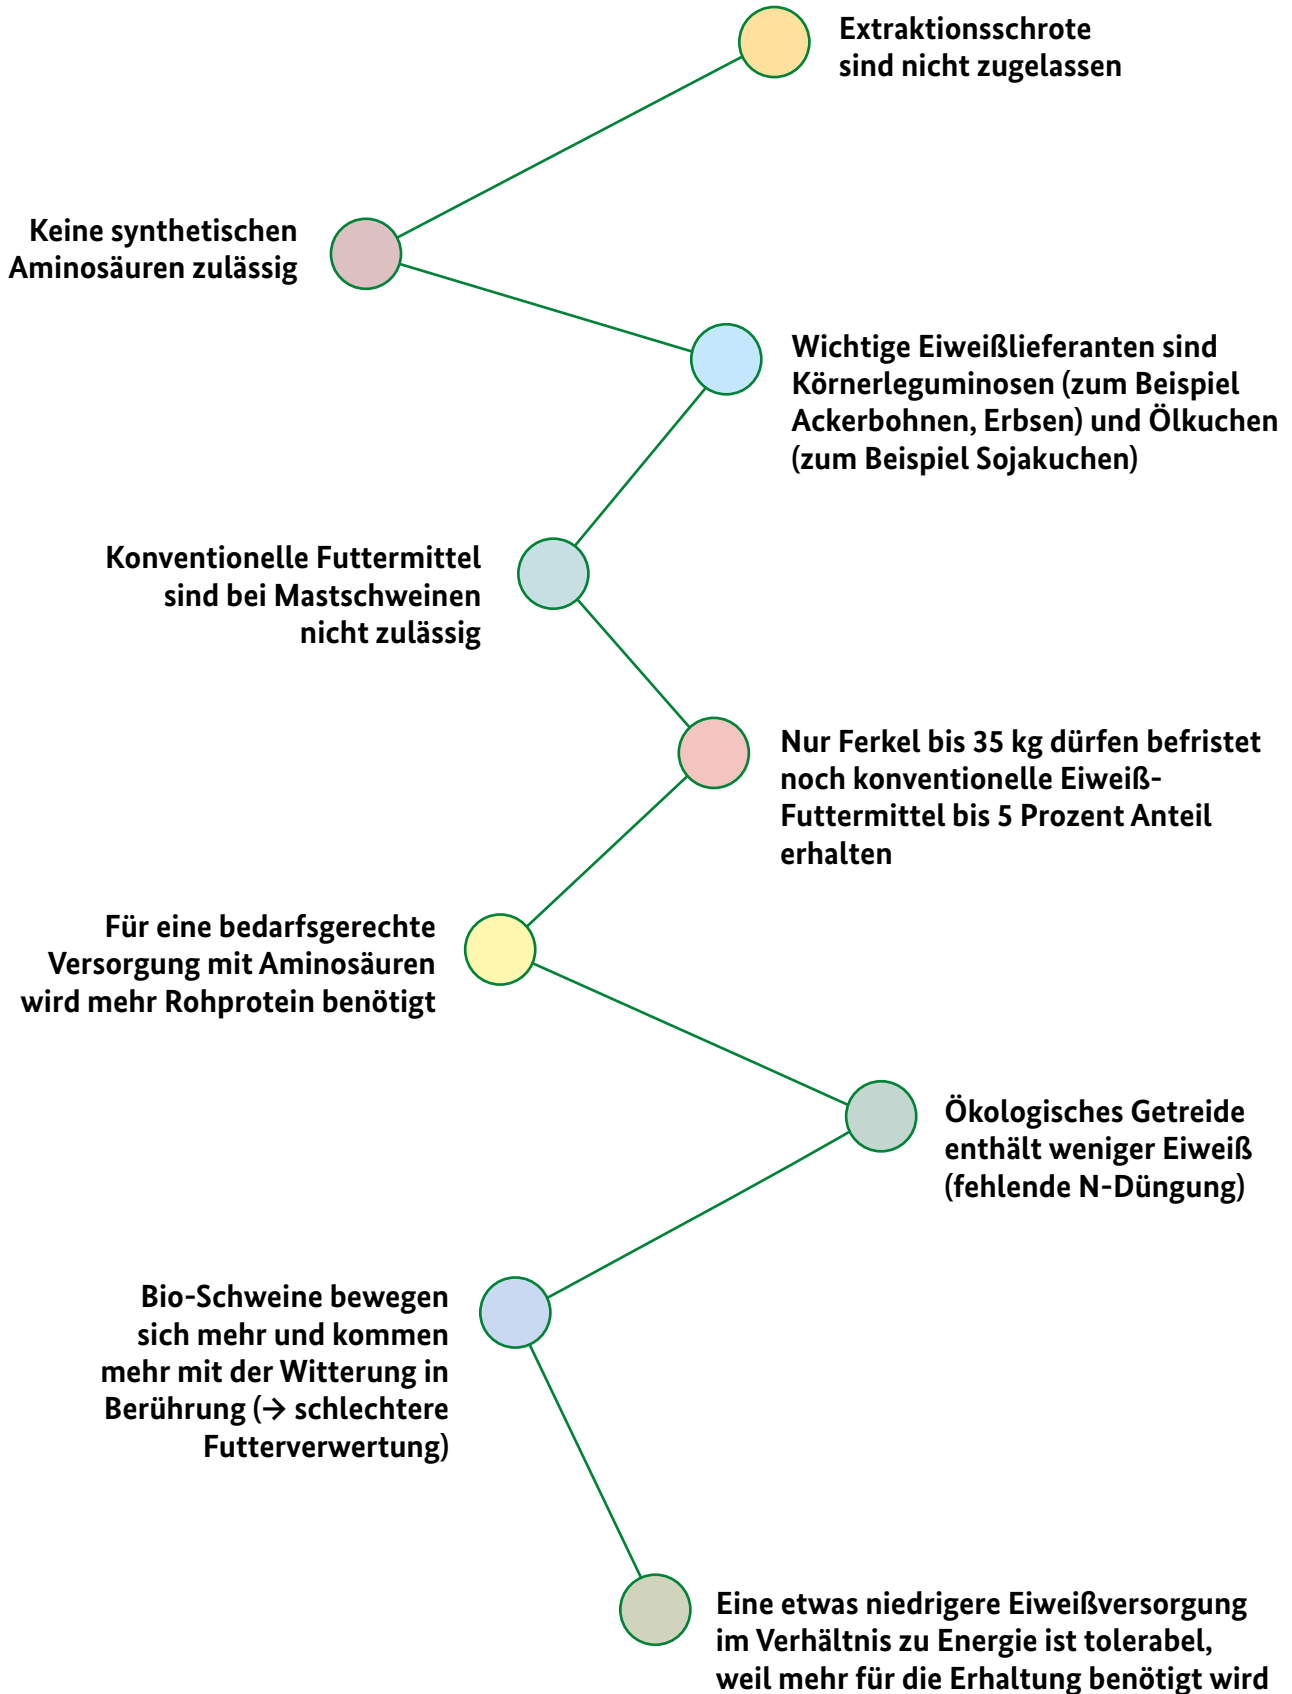 Extraktionsschrote
sind nicht zugelassen
Keine synthetischen
Aminosäuren zulässig
Wichtige Eiweißlieferanten sind
Körnerleguminosen (zum Beispiel
Ackerbohnen, Erbsen) und Ölkuchen
(zum Beispiel Sojakuchen)
Konventionelle Futtermittel
sind bei Mastschweinen
nicht zulässig
Nur Ferkel bis 35 kg dürfen befristet
noch konventionelle Eiweiß-
Futtermittel bis 5 Prozent Anteil
erhalten
Für eine bedarfsgerechte
Versorgung mit Aminosäuren
wird mehr Rohprotein benötigt
Ökologisches Getreide
enthält weniger Eiweiß
(fehlende N-Düngung)
Bio-Schweine bewegen
sich mehr und kommen
mehr mit der Witterung in
Berührung (→ schlechtere
Futterverwertung)
Eine etwas niedrigere Eiweißversorgung
im Verhältnis zu Energie ist tolerabel,
weil mehr für die Erhaltung benötigt wird